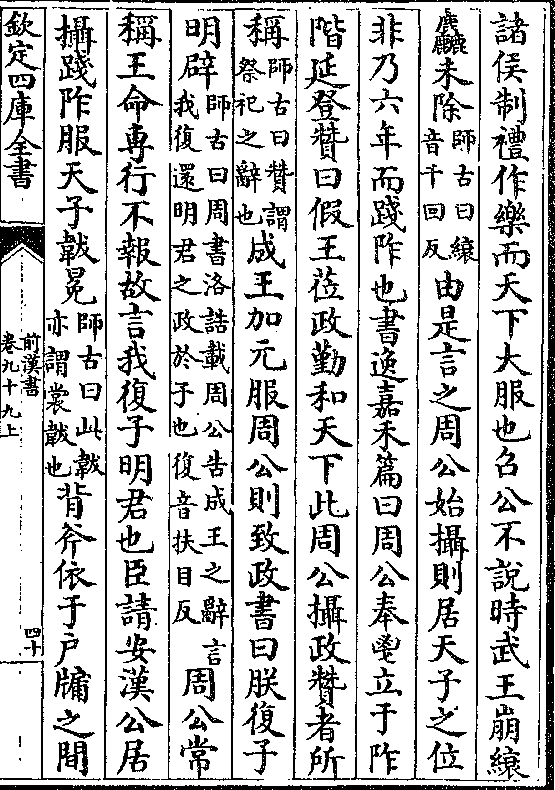 諸侯制禮作樂而天下大服也召公不說時武王崩縗
麤未除師古曰縗音千回反由是言之周公始攝則居天子之位
非乃六年而踐阼也書逸嘉禾篇曰周公奉鬯立于阼
階延登贊曰假王莅政勤和天下此周公攝政贊者所
稱師古曰贊謂祭祀之辭也成王加元服周公則致政書曰朕復子
明辟師古曰周書洛誥載周公告成王之辭言我復還明君之政於子也復音扶目反周公常
稱王命專行不報故言我復子明君也臣請安漢公居
攝踐阼服天子韍冕師古曰此韍亦謂裳韍也背斧依于户牖之間
欽定四庫全書
前漢書
卷九十九上
四十